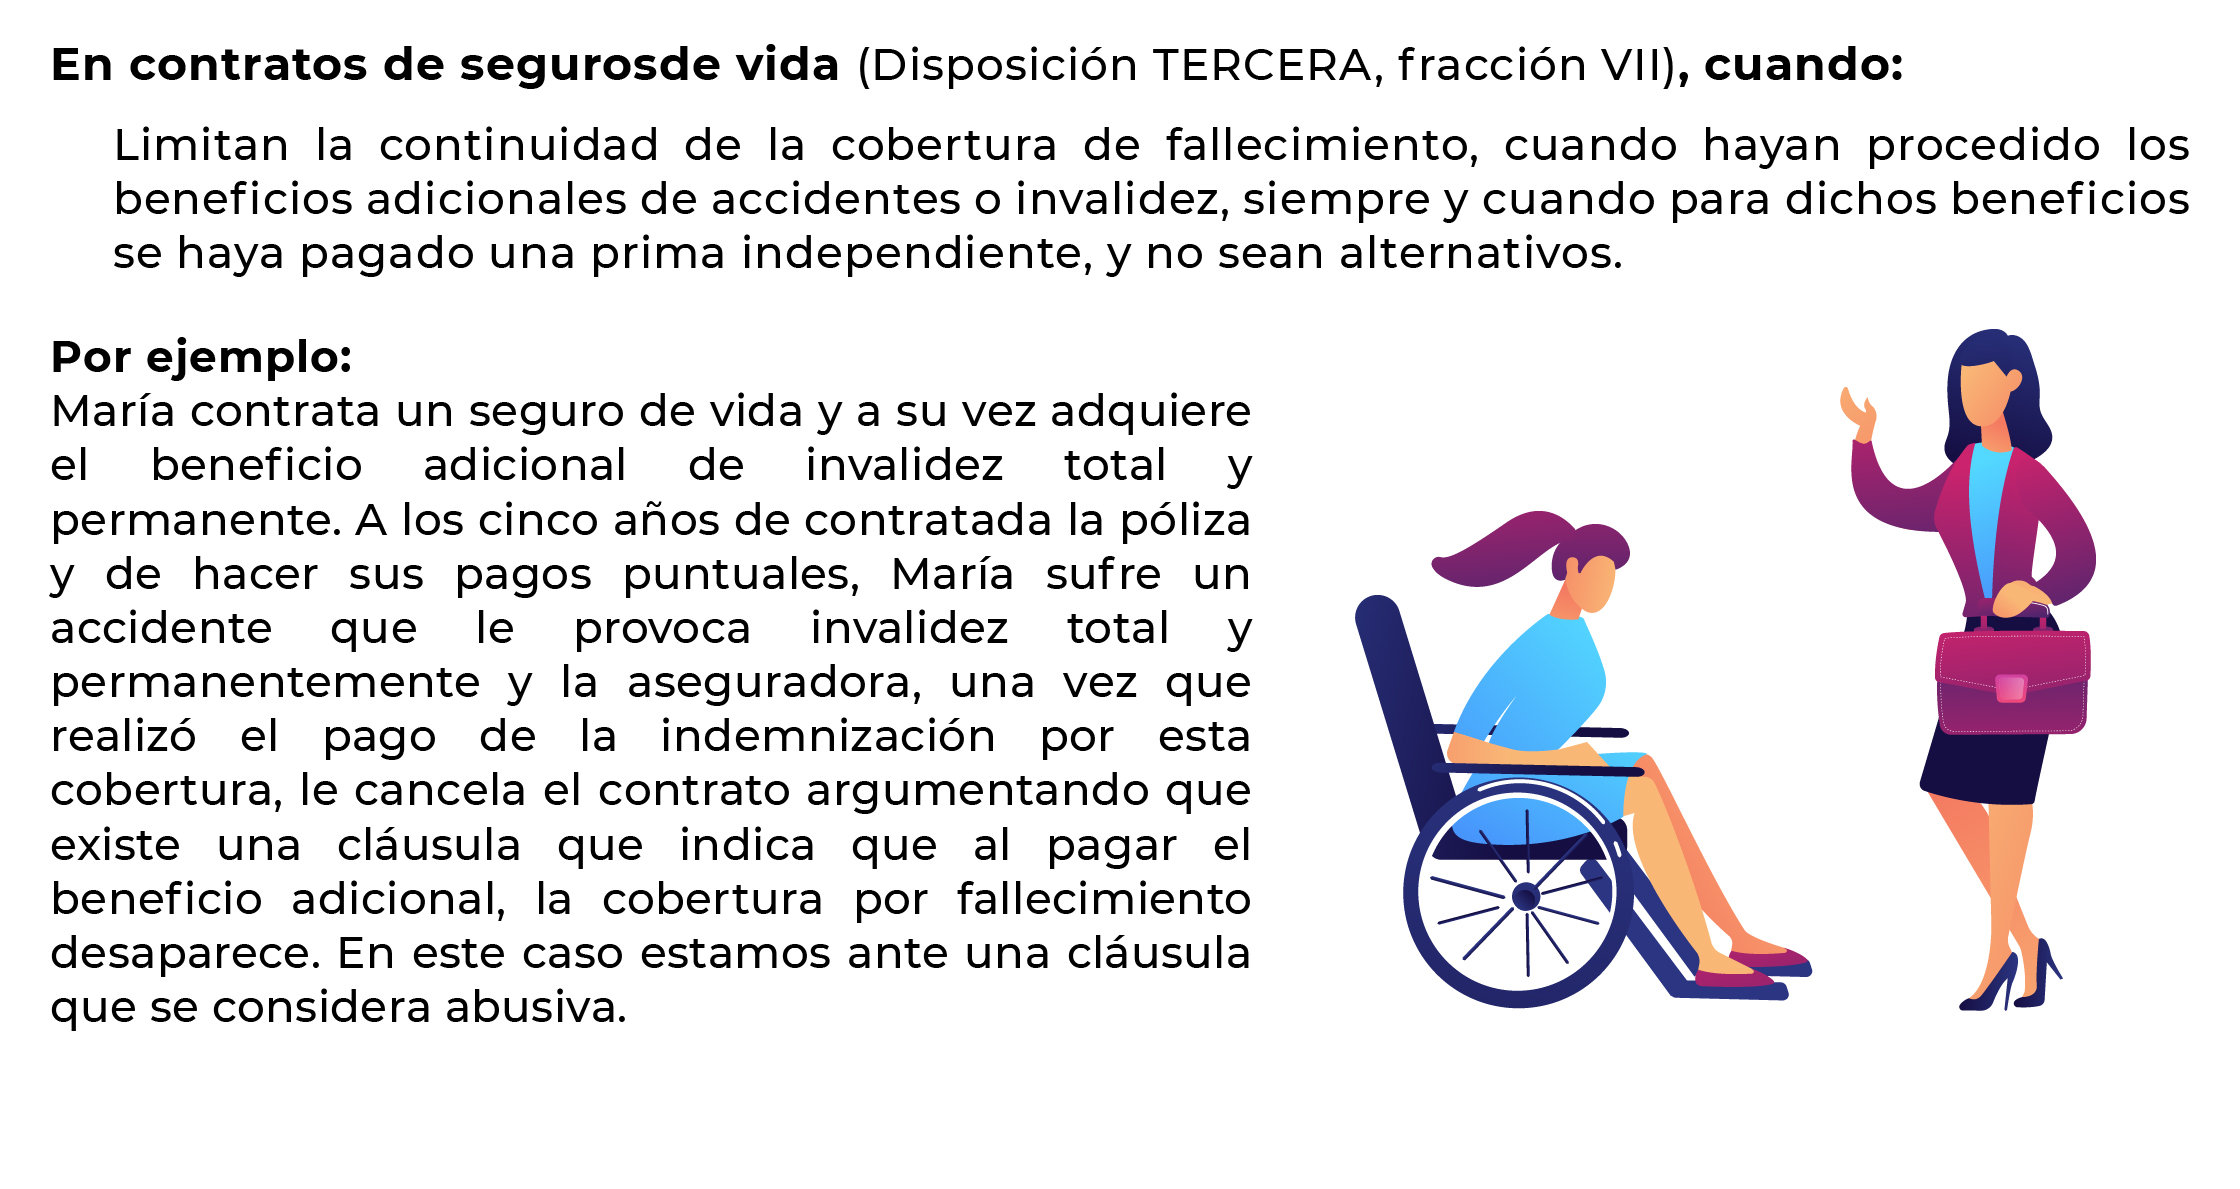 En contratos de segurosde vida (Disposición TERCERA, fracción VII), cuando:
Limitan la continuidad de la cobertura de fallecimiento, cuando hayan procedido los
beneficios adicionales de accidentes o invalidez, siempre y cuando para dichos beneficios
se haya pagado una prima independiente, y no sean alternativos.
Por ejemplo:
María contrata un seguro de vida y a su vez adquiere
el beneficio adicional de invalidez total y
permanente. A los cinco años de contratada la póliza
y de hacer sus pagos puntuales, María sufre un
accidente que le provoca invalidez total y
permanentemente y la aseguradora, una vez que
realizó el pago de la indemnización por esta
cobertura, le cancela el contrato argumentando que
existe una cláusula que indica que al pagar el
beneficio adicional, la cobertura por fallecimiento
desaparece. En este caso estamos ante una cláusula
que se considera abusiva.